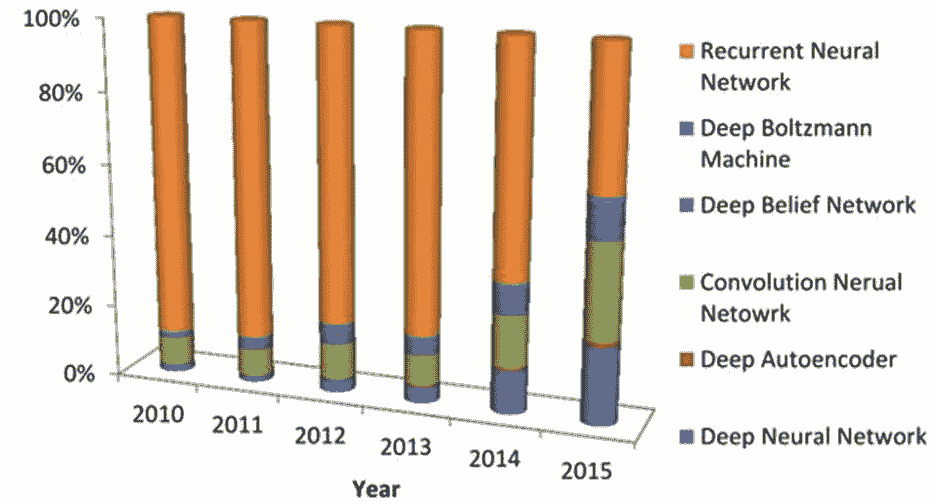 100%
80%
60%
40%
20%
0%
2010
2011
2012
2013
2014
2015
Year
Recurrent Neural
Network
Deep Boltzmann
Machine
Deep Belief Network
Convolution Nerual
Netowrk
Deep Autoencoder
Deep Neural Network